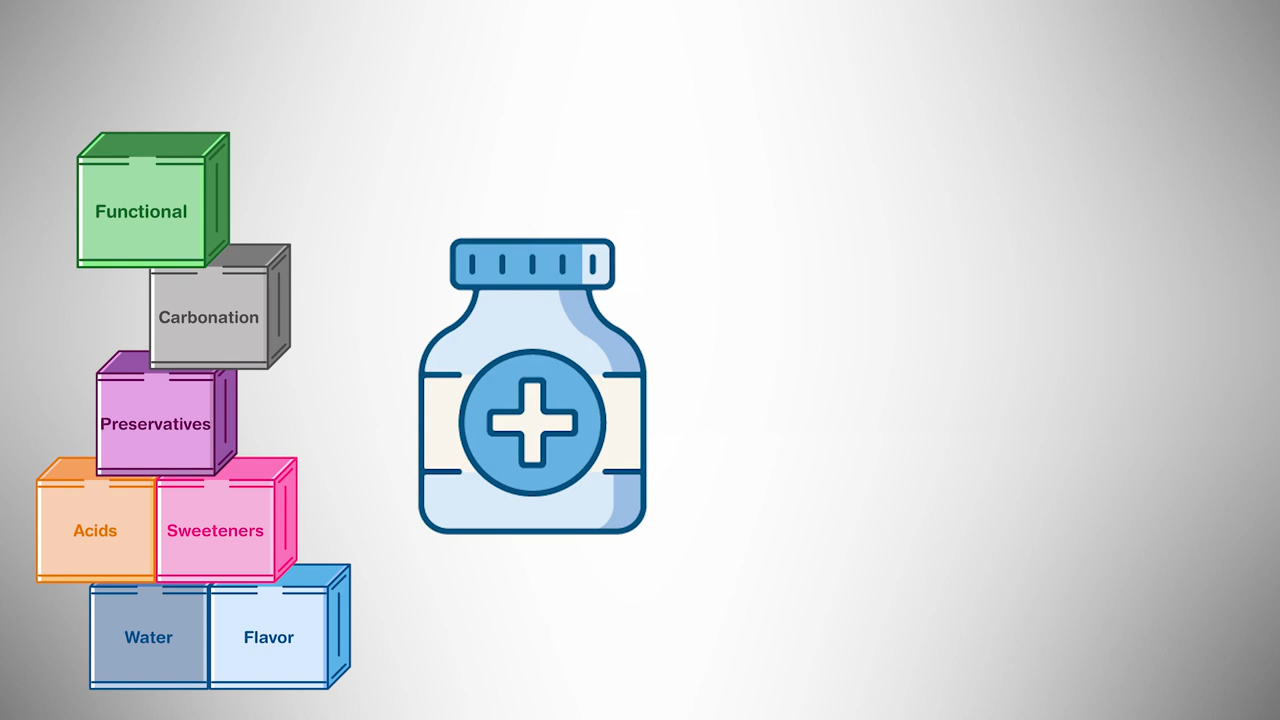 Functional
Carbonation
Preservatives
Acids
Sweeteners
Water
Flavor